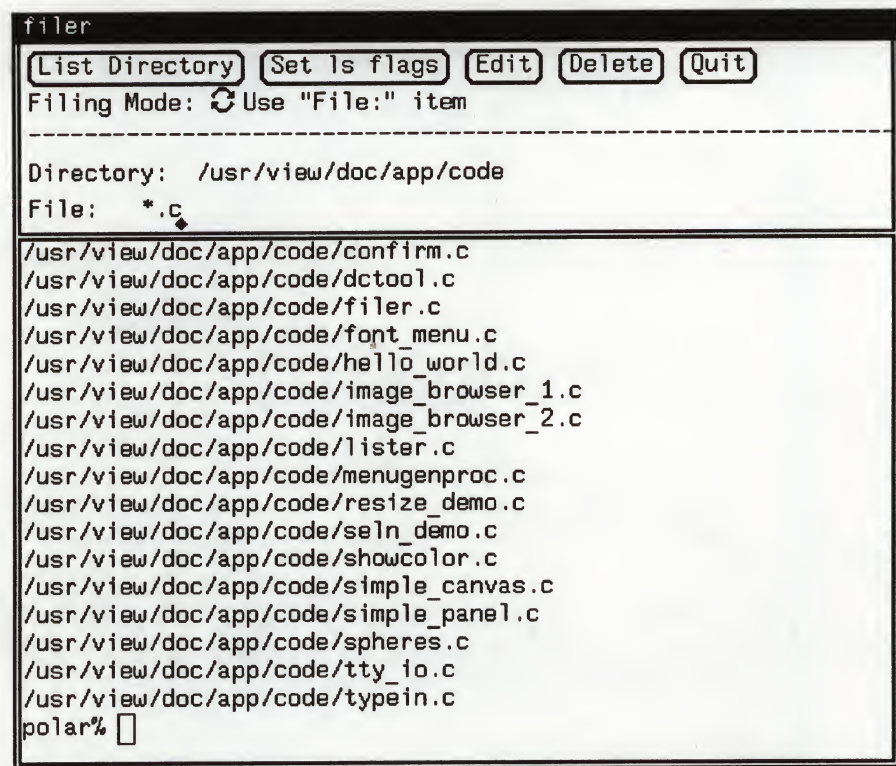 filer
List Directory Set ls flags Edit Delete Quit
Filing Mode: Use "File:" item
Directory: /usr/view/doc/app/code
File: *.c
/usr/view/doc/app/code/confirm.c
/usr/view/doc/app/code/dctool.c
/usr/view/doc/app/code/filer.c
/usr/view/doc/app/code/font_menu.c
/usr/view/doc/app/code/hello_world.c
/usr/view/doc/app/code/image_browser_1.c
/usr/view/doc/app/code/image_browser_2.c
/usr/view/doc/app/code/lister.c
/usr/view/doc/app/code/menugenproc.c
/usr/view/doc/app/code/resize_demo.c
/usr/view/doc/app/code/seln_demo.c
/usr/view/doc/app/code/showcolor.c
/usr/view/doc/app/code/simple_canvas.c
/usr/view/doc/app/code/simple_panel.c
/usr/view/doc/app/code/spheres.c
/usr/view/doc/app/code/tty_io.c
/usr/view/doc/app/code/typein.c
polar%